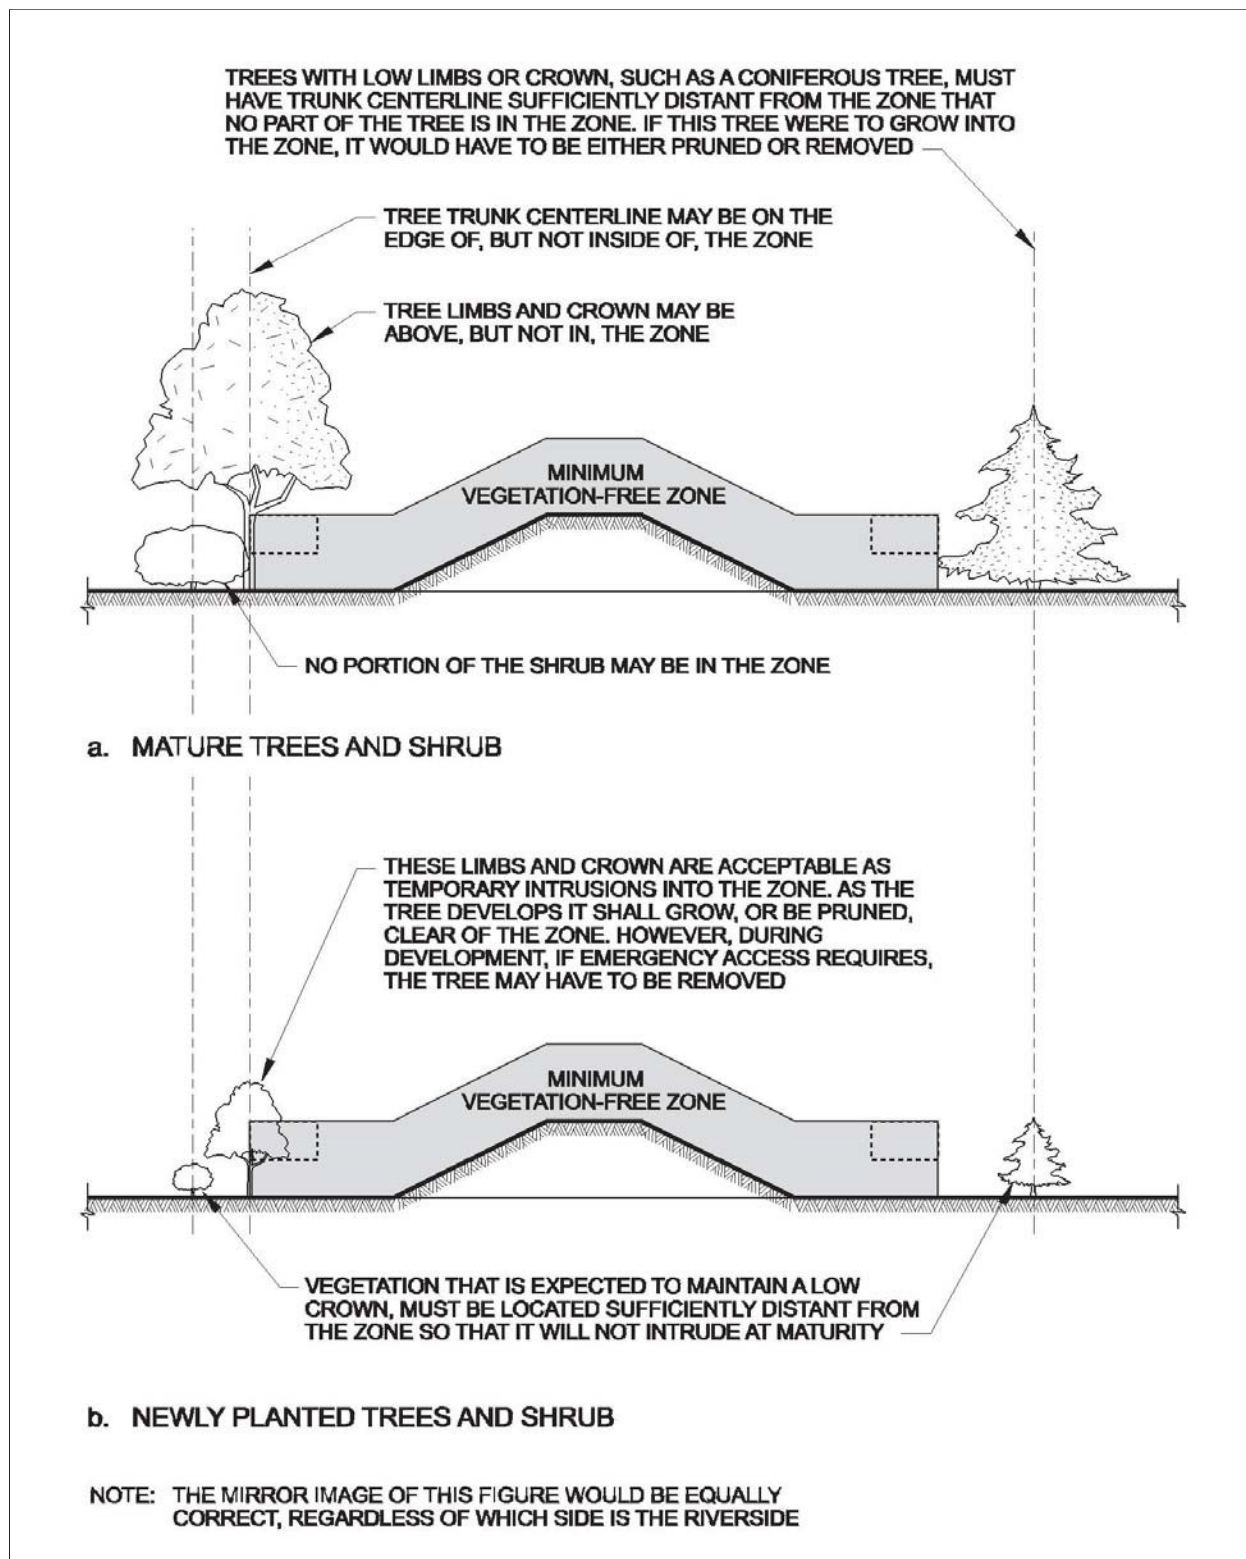 TREES WITH LOW LIMBS OR CROWN, SUCH AS A CONIFEROUS TREE, MUST
HAVE TRUNK CENTERLINE SUFFICIENTLY DISTANT FROM THE ZONE THAT
NO PART OF THE TREE IS IN THE ZONE. IF THIS TREE WERE TO GROW INTO
THE ZONE, IT WOULD HAVE TO BE EITHER PRUNED OR REMOVED
TREE TRUNK CENTERLINE MAY BE ON THE
EDGE OF, BUT NOT INSIDE OF, THE ZONE
TREE LIMBS AND CROWN MAY BE
ABOVE, BUT NOT IN, THE ZONE
MINIMUM
VEGETATION-FREE ZONE
NO PORTION OF THE SHRUB MAY BE IN THE ZONE
a. MATURE TREES AND SHRUB
THESE LIMBS AND CROWN ARE ACCEPTABLE AS
TEMPORARY INTRUSIONS INTO THE ZONE. AS THE
TREE DEVELOPS IT SHALL GROW, OR BE PRUNED,
CLEAR OF THE ZONE. HOWEVER, DURING
DEVELOPMENT, IF EMERGENCY ACCESS REQUIRES,
THE TREE MAY HAVE TO BE REMOVED
MINIMUM
VEGETATION-FREE ZONE
VEGETATION THAT IS EXPECTED TO MAINTAIN A LOW
CROWN, MUST BE LOCATED SUFFICIENTLY DISTANT FROM
THE ZONE SO THAT IT WILL NOT INTRUDE AT MATURITY
b. NEWLY PLANTED TREES AND SHRUB
NOTE: THE MIRROR IMAGE OF THIS FIGURE WOULD BE EQUALLY
CORRECT, REGARDLESS OF WHICH SIDE IS THE RIVERSIDE